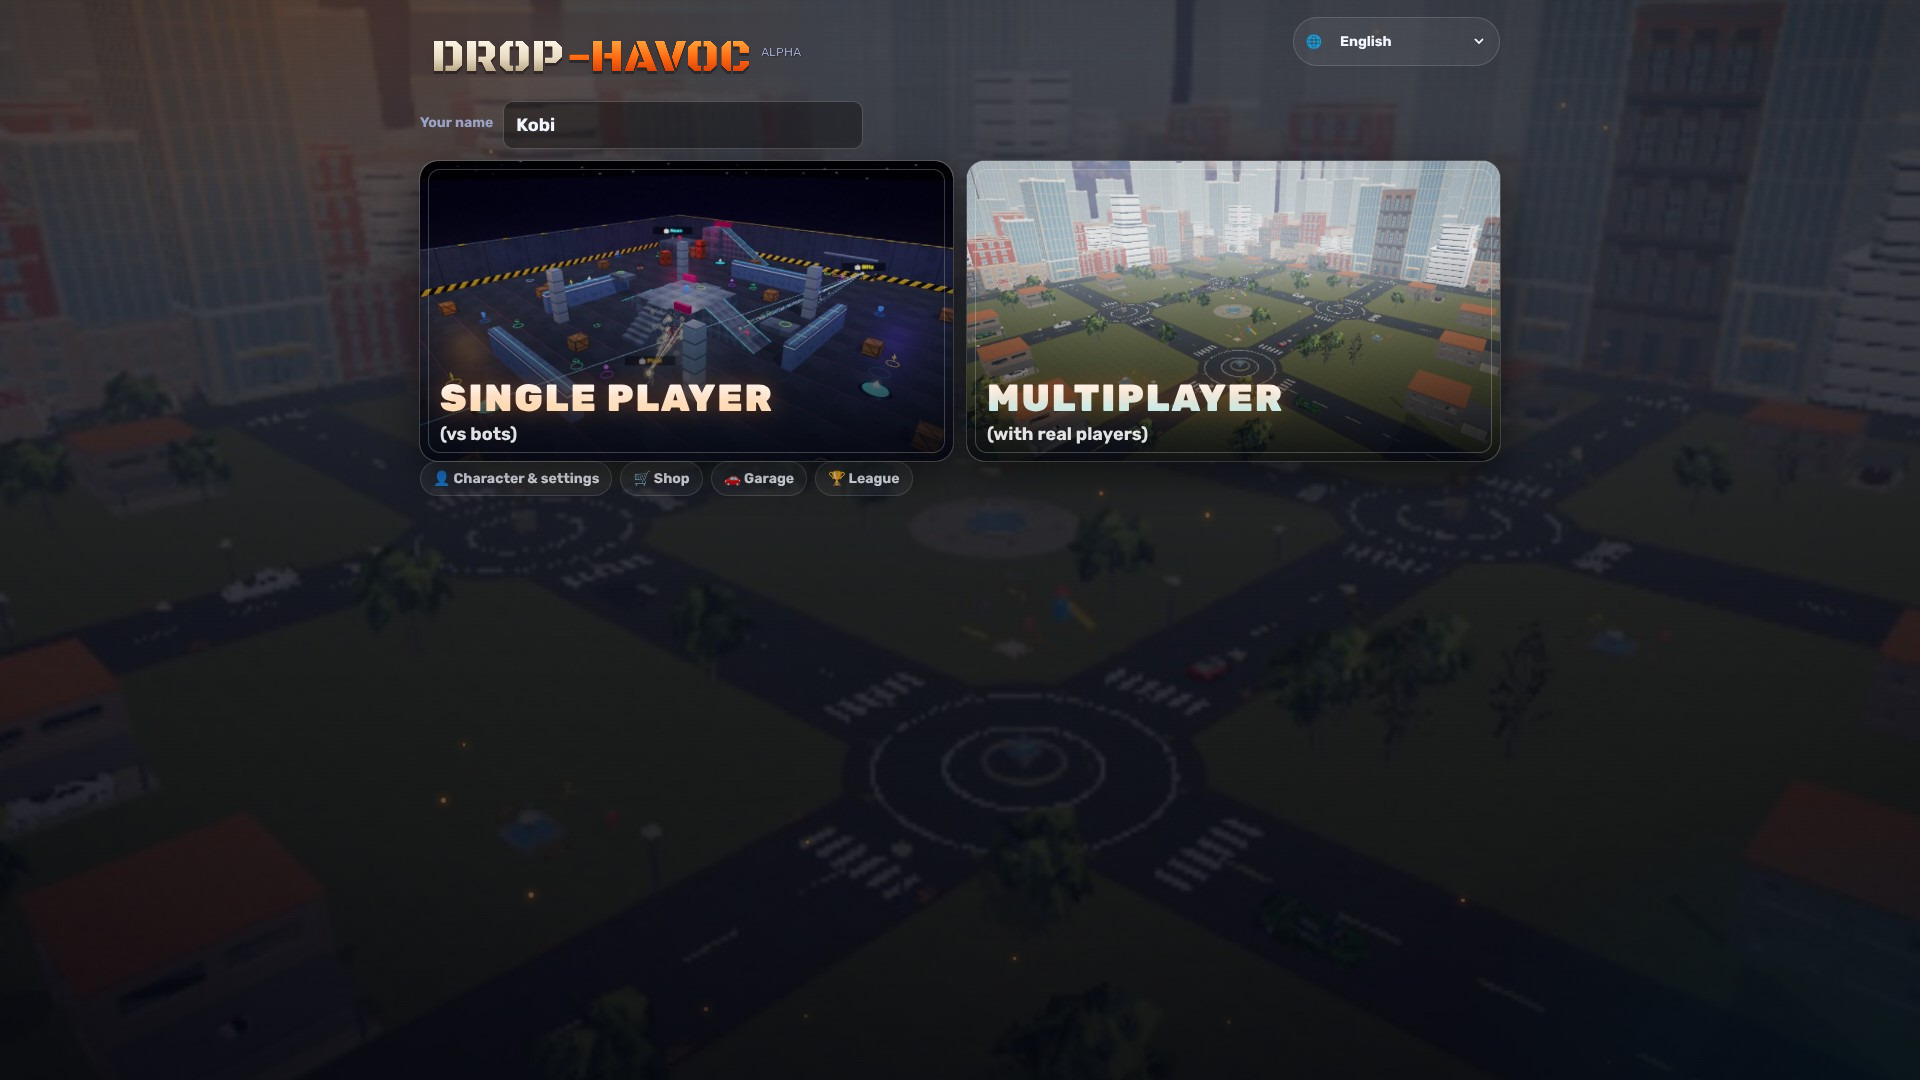 DROP-HAVOC ALPHA
English
Your name Kobi
SINGLE PLAYER
(vs bots)
MULTIPLAYER
(with real players)
Character & settings
Shop
Garage
League